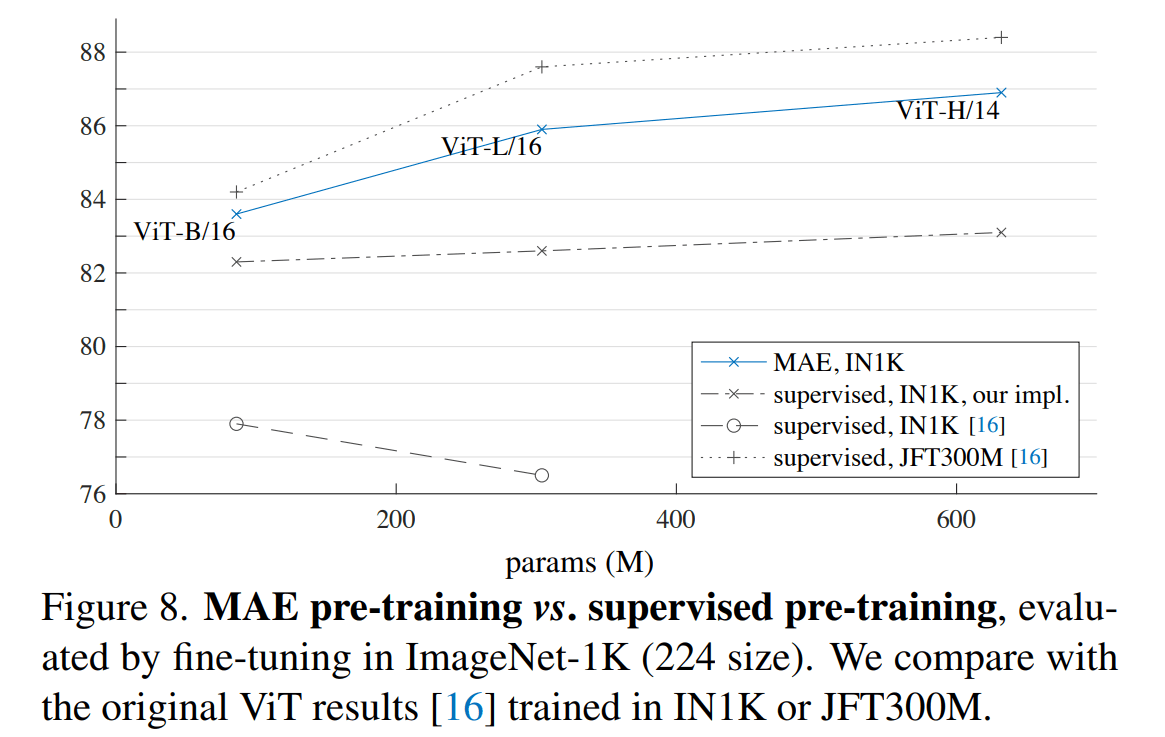 88
86
84
82
80
78
76
0 200 400 600
params (M)
ViT-B/16
ViT-L/16
ViT-H/14
MAE, IN1K
supervised, IN1K, our impl.
supervised, IN1K [16]
supervised, JFT300M [16]
Figure 8. MAE pre-training vs. supervised pre-training, evalu-
ated by fine-tuning in ImageNet-1K (224 size). We compare with
the original ViT results [16] trained in IN1K or JFT300M.